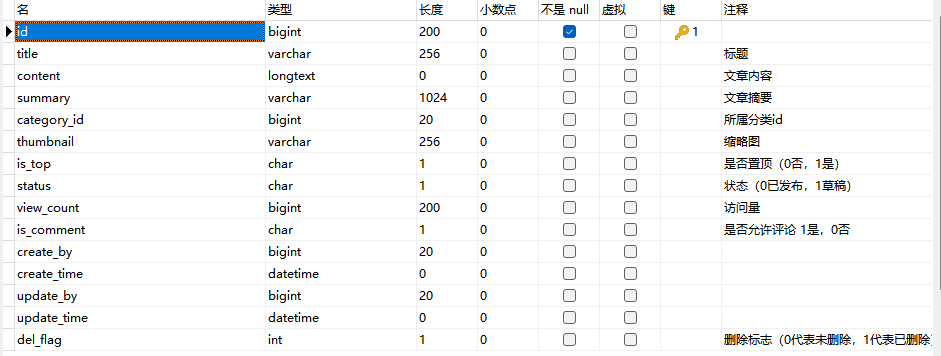 名 类型 长度 小数点 不是 null 虚拟 键 注释
id bigint 200 0 1
title varchar 256 0 标题
content longtext 0 0 文章内容
summary varchar 1024 0 文章摘要
category_id bigint 20 0 所属分类id
thumbnail varchar 256 0 缩略图
is_top char 1 0 是否置顶（0否，1是）
status char 1 0 状态（0已发布，1草稿）
view_count bigint 200 0 访问量
is_comment char 1 0 是否允许评论 1是，0否
create_by bigint 20 0
create_time datetime 0 0
update_by bigint 20 0
update_time datetime 0 0
del_flag int 1 0 删除标志（0代表未删除，1代表已删除